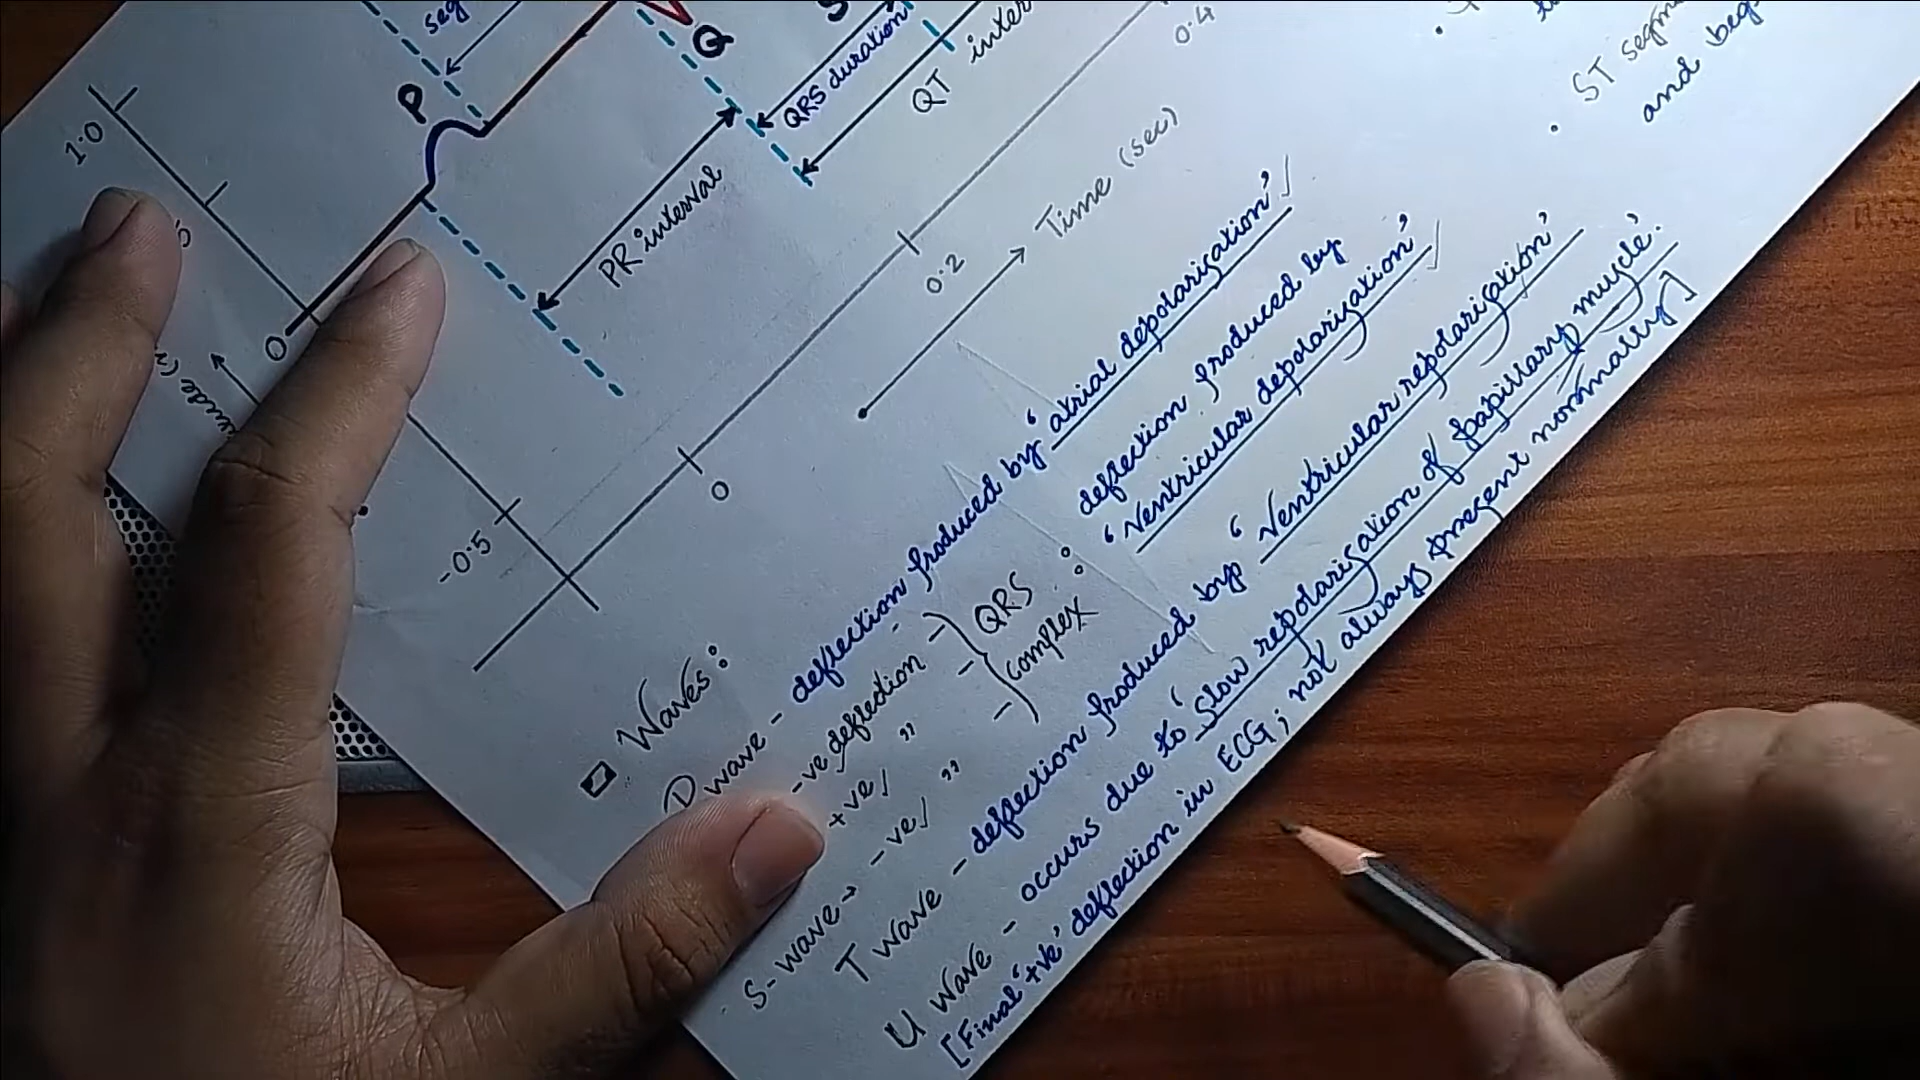 seg
P
Q
S
1.0
QRS duration
QT inter
0.4
PR interval
Time (sec)
0.2
0
0
-0.5
ST segm
and beg
Waves:
P wave - deflection produced by 'atrial depolarization'
-ve deflection -
+ve "
S-wave → -ve "
QRS
complex
:
deflection produced by
'Ventricular depolarization'
T wave - deflection produced by 'Ventricular repolarization'
U wave - occurs due to 'slow repolarization of papillary muscle'.
[Final '+ve' deflection in ECG; not always present normally]